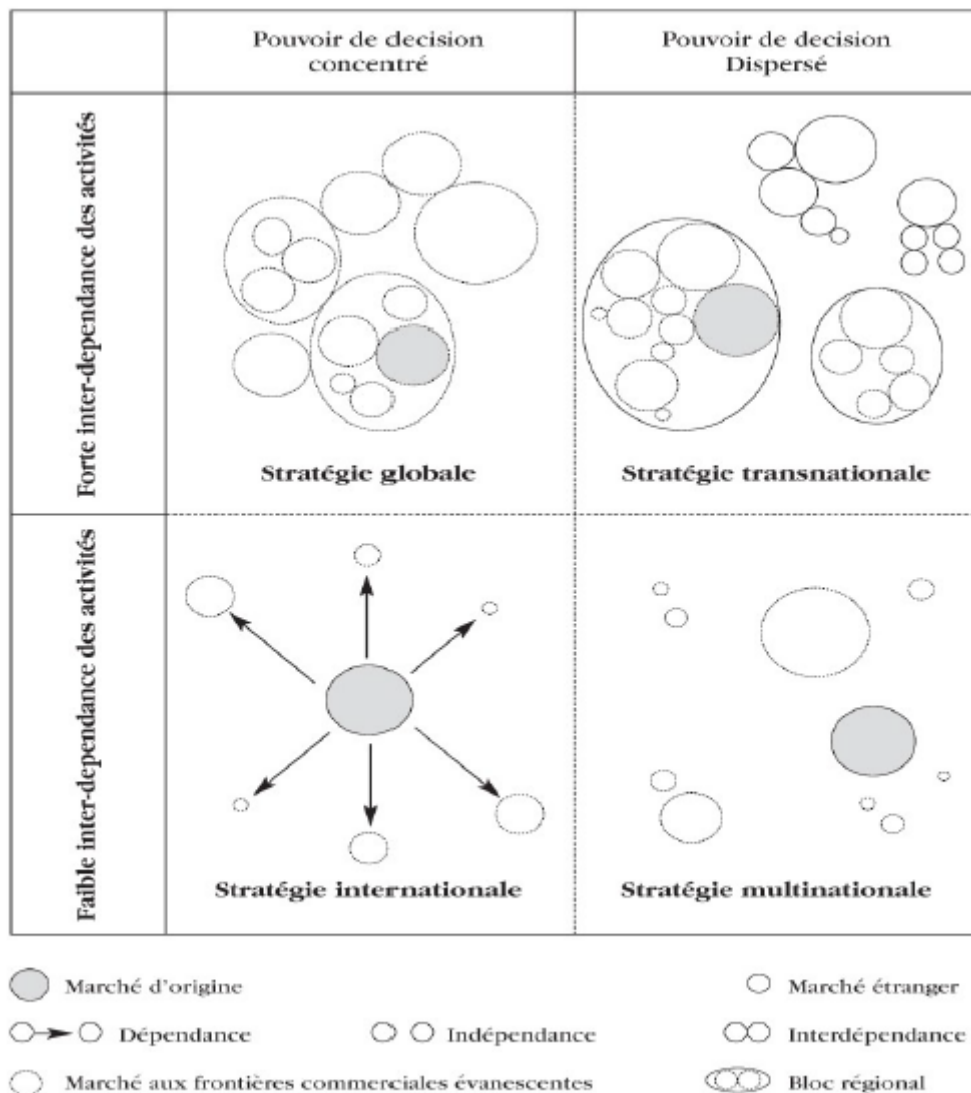 Pouvoir de decision
concentré
Pouvoir de decision
Dispersé
Forte inter-dependance des activités
Stratégie globale
Stratégie transnationale
Faible inter-dependance des activités
Stratégie internationale
Stratégie multinationale
Marché d'origine
Marché étranger
Dépendance
Indépendance
Interdépendance
Marché aux frontières commerciales évanescentes
Bloc régional